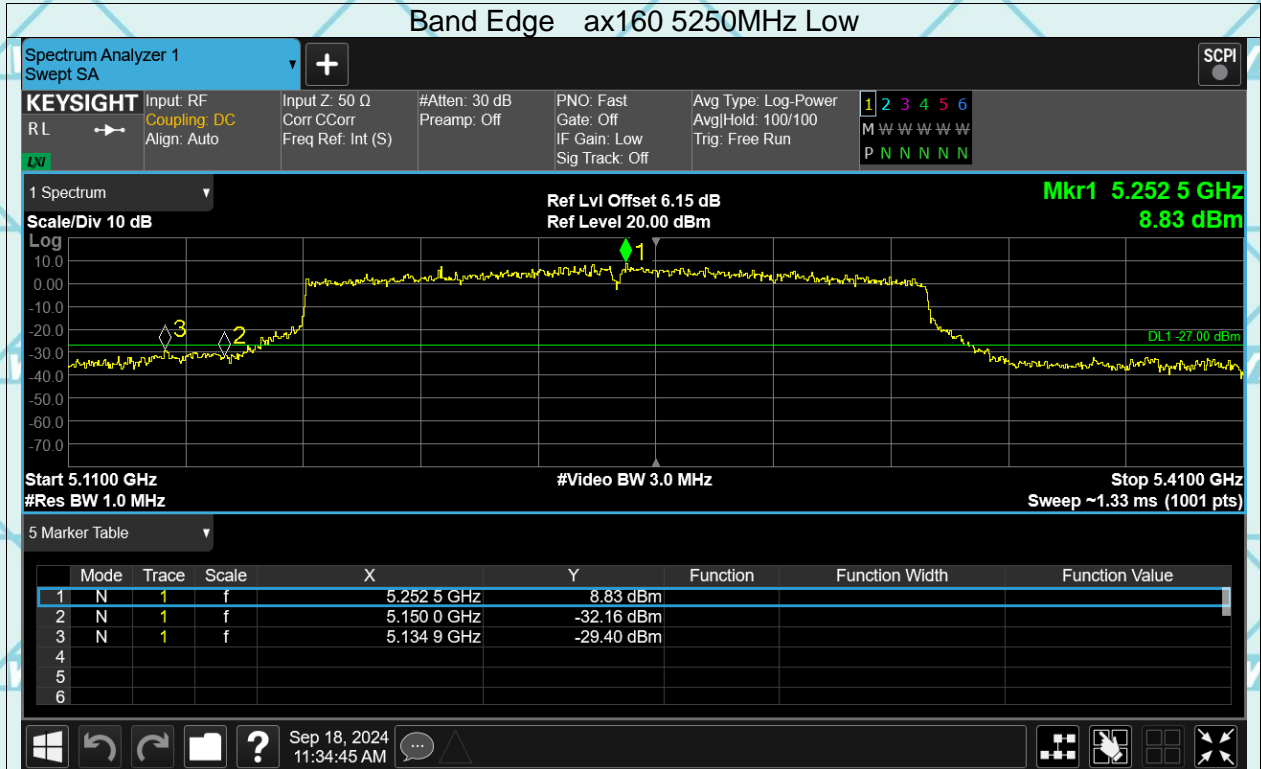 Band Edge ax160 5250MHz Low
Spectrum Analyzer 1
Swept SA
+
SCPI
KEYSIGHT
RL
LXI
Input: RF
Coupling: DC
Align: Auto
Input Z: 50 Ω
Corr CCorr
Freq Ref: Int (S)
#Atten: 30 dB
Preamp: Off
PNO: Fast
Gate: Off
IF Gain: Low
Sig Track: Off
Avg Type: Log-Power
Avg|Hold: 100/100
Trig: Free Run
1 2 3 4 5 6
M W W W W W
P N N N N N
1 Spectrum
Scale/Div 10 dB
Ref Lvl Offset 6.15 dB
Ref Level 20.00 dBm
Mkr1 5.252 5 GHz
8.83 dBm
Log
10.0
0.00
-10.0
-20.0
-30.0
-40.0
-50.0
-60.0
-70.0
1
3
2
DL1 -27.00 dBm
Start 5.1100 GHz
#Video BW 3.0 MHz
Stop 5.4100 GHz
#Res BW 1.0 MHz
Sweep ~1.33 ms (1001 pts)
5 Marker Table
Mode Trace Scale X Y Function Function Width Function Value
1 N 1 f 5.252 5 GHz 8.83 dBm
2 N 1 f 5.150 0 GHz -32.16 dBm
3 N 1 f 5.134 9 GHz -29.40 dBm
4
5
6
?
Sep 18, 2024
11:34:45 AM